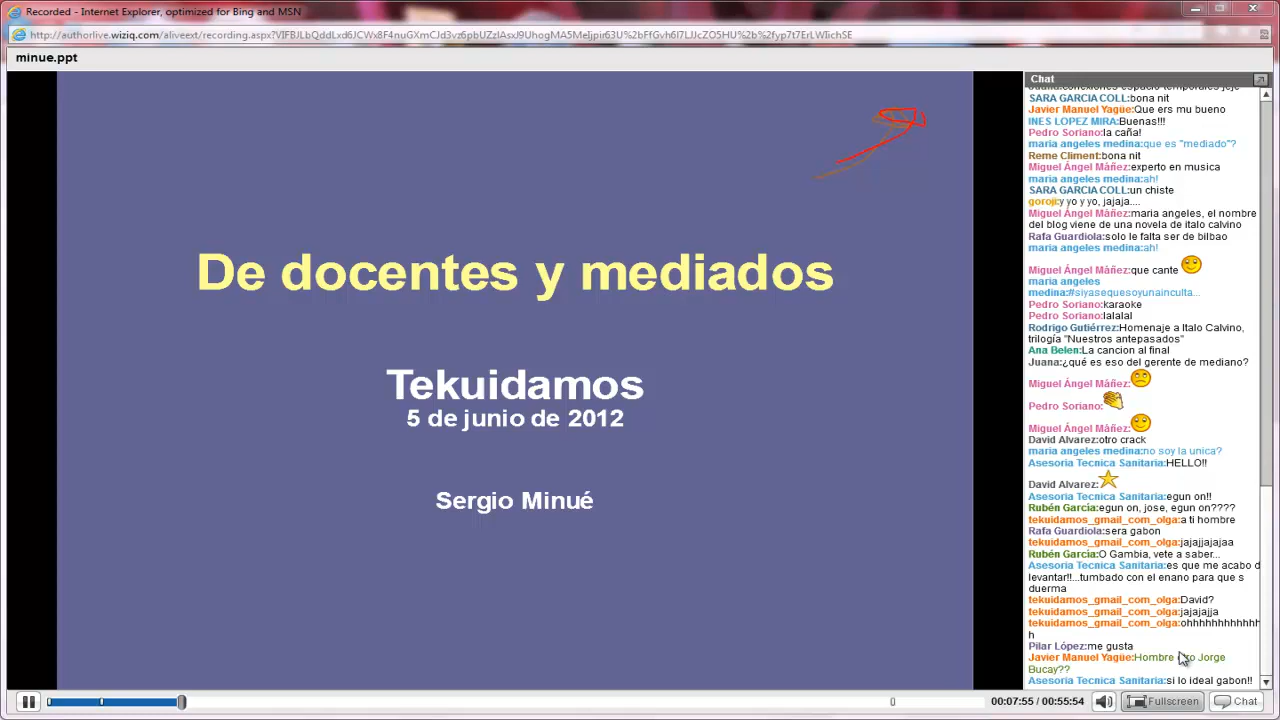 Recorded - Internet Explorer, optimized for Bing and MSN
minue.ppt
De docentes y mediados
Tekuidamos
5 de junio de 2012
Sergio Minué
Chat
SARA GARCIA COLL:bona nit
Javier Manuel Yagüe:Que ers mu bueno
INES LOPEZ MIRA:Buenas!!!
Pedro Soriano:la caña!
maria angeles medina:que es "mediado"?
Reme Climent:bona nit
Miguel Ángel Máñez:experto en musica
maria angeles medina:ah!
SARA GARCIA COLL:un chiste
goroji:y yo y yo, jajaja....
Miguel Ángel Máñez:maria angeles, el nombre
del blog viene de una novela de italo calvino
Rafa Guardiola:solo le falta ser de bilbao
maria angeles medina:ah!
Miguel Ángel Máñez:que cante
maria angeles
medina:#siyasequesoyunainculta...
Pedro Soriano:karaoke
Pedro Soriano:lalalal
Rodrigo Gutiérrez:Homenaje a Italo Calvino,
trilogía "Nuestros antepasados"
Ana Belen:La cancion al final
Juana:¿qué es eso del gerente de mediano?
Miguel Ángel Máñez:
Pedro Soriano:
Miguel Ángel Máñez:
David Alvarez:otro crack
maria angeles medina:no soy la unica?
Asesoria Tecnica Sanitaria:HELLO!!
David Alvarez:
Asesoria Tecnica Sanitaria:egun on!!
Rubén García:egun on, jose, egun on????
tekuidamos_gmail_com_olga:a ti hombre
Rafa Guardiola:sera gabon
tekuidamos_gmail_com_olga:jajajjajajaa
Rubén García:O Gambia, vete a saber...
Asesoria Tecnica Sanitaria:es que me acabo d
levantar!!...tumbado con el enano para que s
duerma
tekuidamos_gmail_com_olga:David?
tekuidamos_gmail_com_olga:jajajajja
tekuidamos_gmail_com_olga:ohhhhhhhhhhhh
h
Pilar López:me gusta
Javier Manuel Yagüe:Hombre Jorge
Bucay??
Asesoria Tecnica Sanitaria:si lo ideal gabon!!
00:07:55 / 00:55:54
Fullscreen
Chat